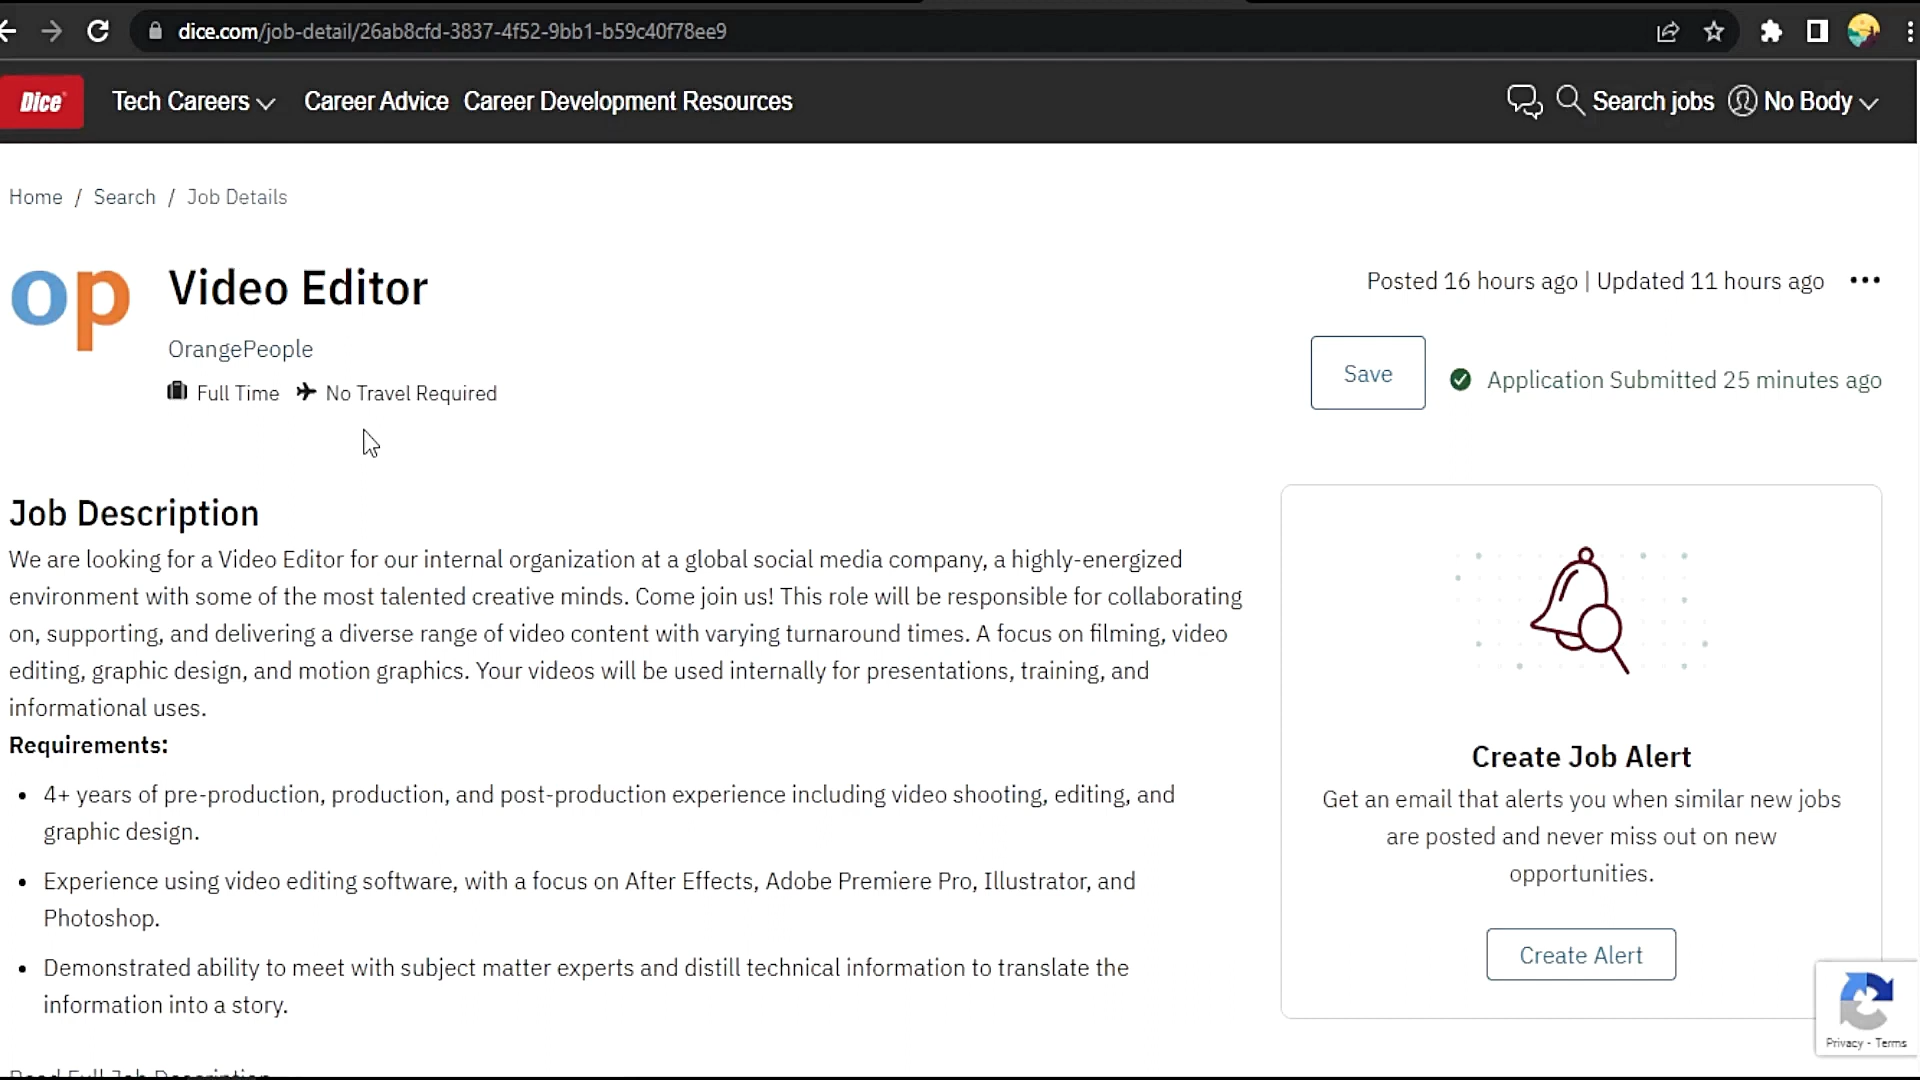 dice.com/job-detail/26ab8cfd-3837-4f52-9bb1-b59c40f78ee9
Dice
Tech Careers
Career Advice
Career Development Resources
Search jobs
No Body
Home / Search / Job Details
op
Video Editor
Posted 16 hours ago | Updated 11 hours ago
OrangePeople
Full Time
No Travel Required
Save
Application Submitted 25 minutes ago
Job Description
We are looking for a Video Editor for our internal organization at a global social media company, a highly-energized
environment with some of the most talented creative minds. Come join us! This role will be responsible for collaborating
on, supporting, and delivering a diverse range of video content with varying turnaround times. A focus on filming, video
editing, graphic design, and motion graphics. Your videos will be used internally for presentations, training, and
informational uses.
Requirements:
• 4+ years of pre-production, production, and post-production experience including video shooting, editing, and
graphic design.
• Experience using video editing software, with a focus on After Effects, Adobe Premiere Pro, Illustrator, and
Photoshop.
• Demonstrated ability to meet with subject matter experts and distill technical information to translate the
information into a story.
Read Full Job Description
Create Job Alert
Get an email that alerts you when similar new jobs
are posted and never miss out on new
opportunities.
Create Alert
Privacy - Terms